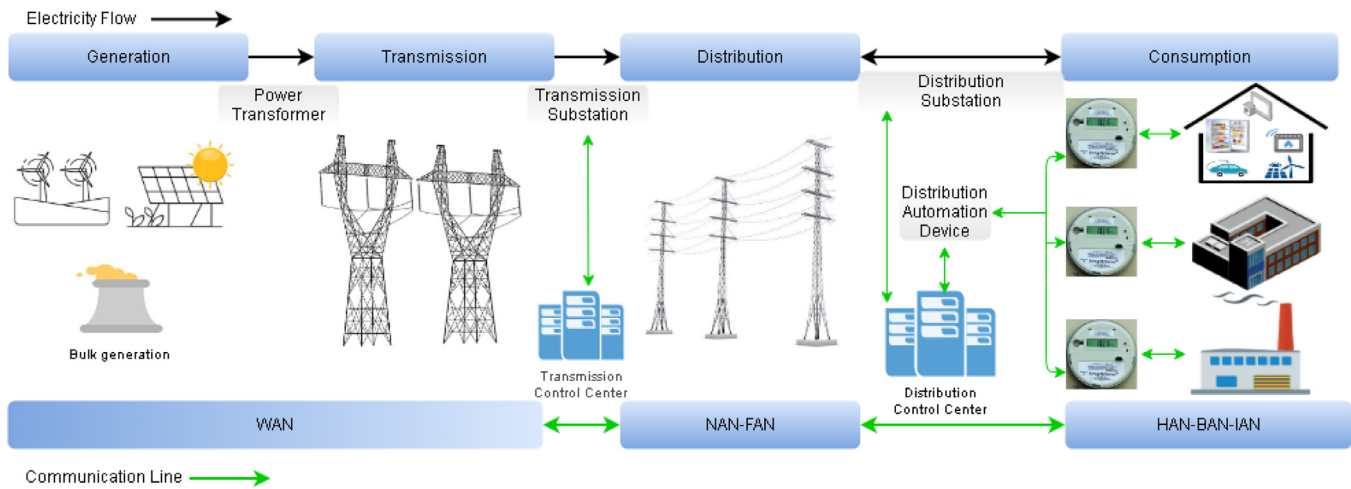 Electricity Flow
Generation
Transmission
Distribution
Consumption
Power
Transformer
Transmission
Substation
Distribution
Substation
Distribution
Automation
Device
Bulk generation
Transmission
Control Center
Distribution
Control Center
WAN
NAN-FAN
HAN-BAN-IAN
Communication Line